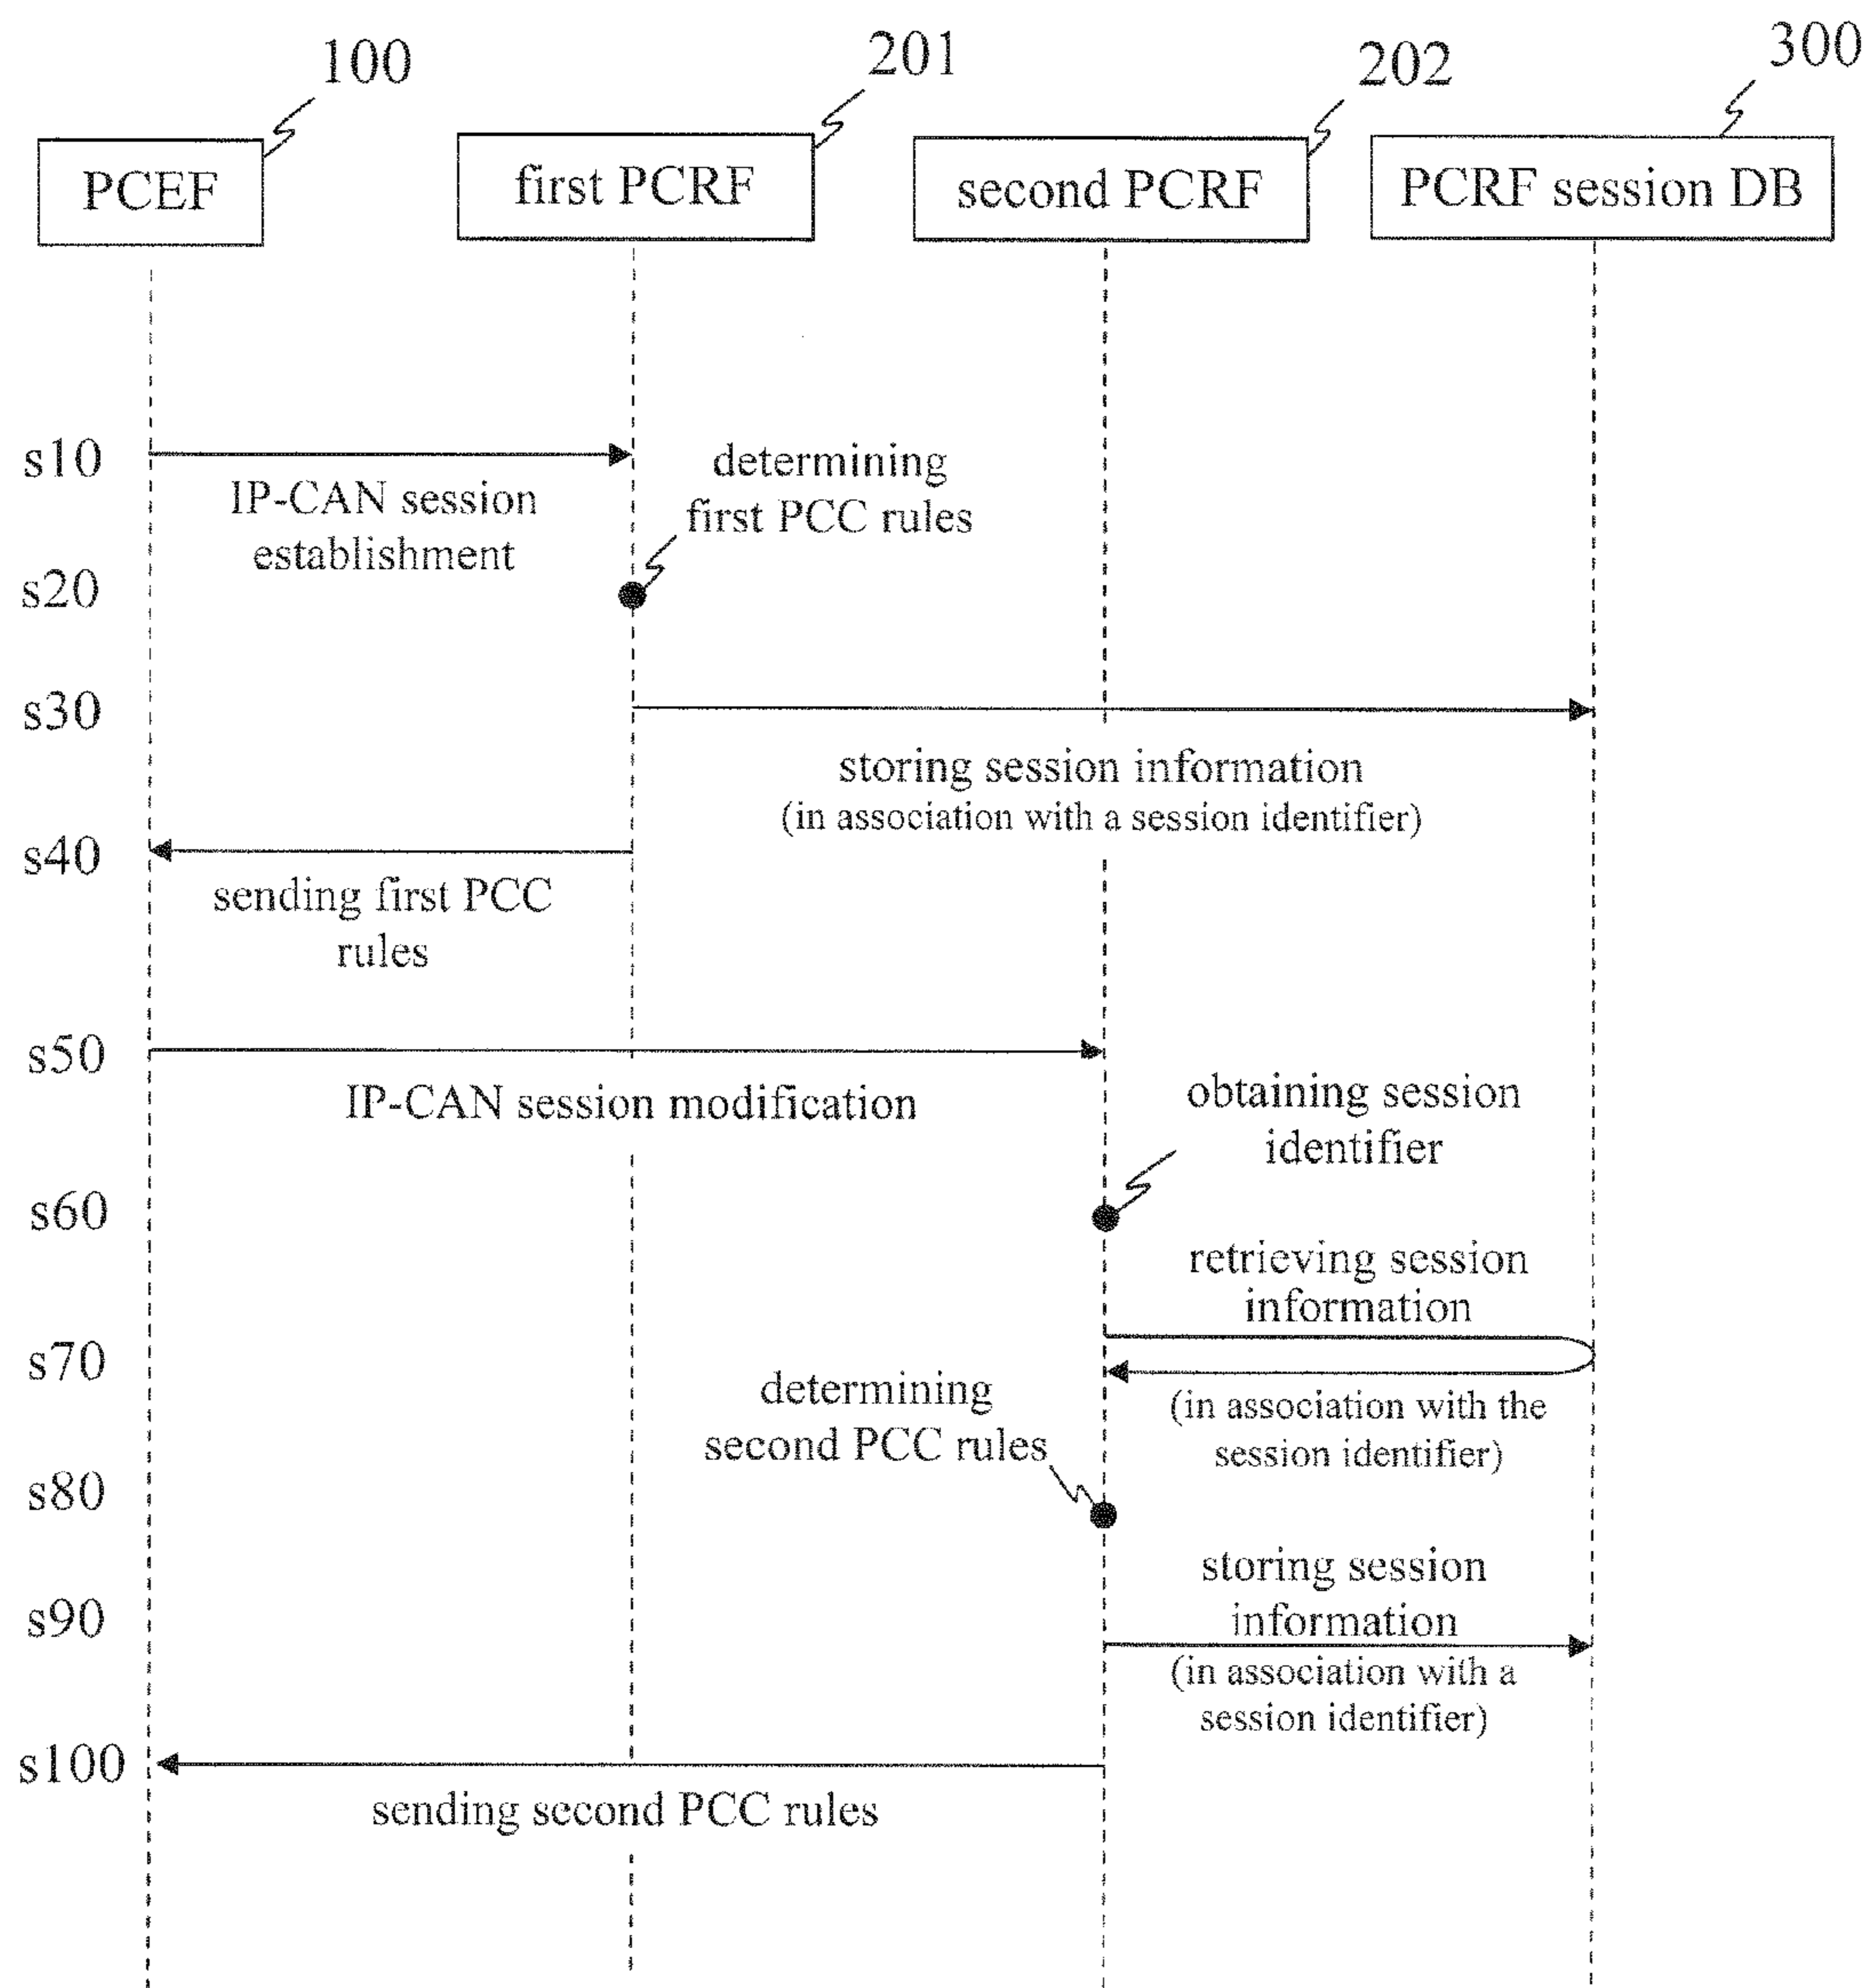 100
201
202
300
PCEF
first PCRF
second PCRF
PCRF session DB
s10
IP-CAN session
establishment
determining
first PCC rules
s20
s30
storing session information
(in association with a session identifier)
s40
sending first PCC
rules
s50
IP-CAN session modification
obtaining session
identifier
s60
retrieving session
information
s70
(in association with the
session identifier)
determining
second PCC rules
s80
storing session
information
s90
(in association with a
session identifier)
s100
sending second PCC rules